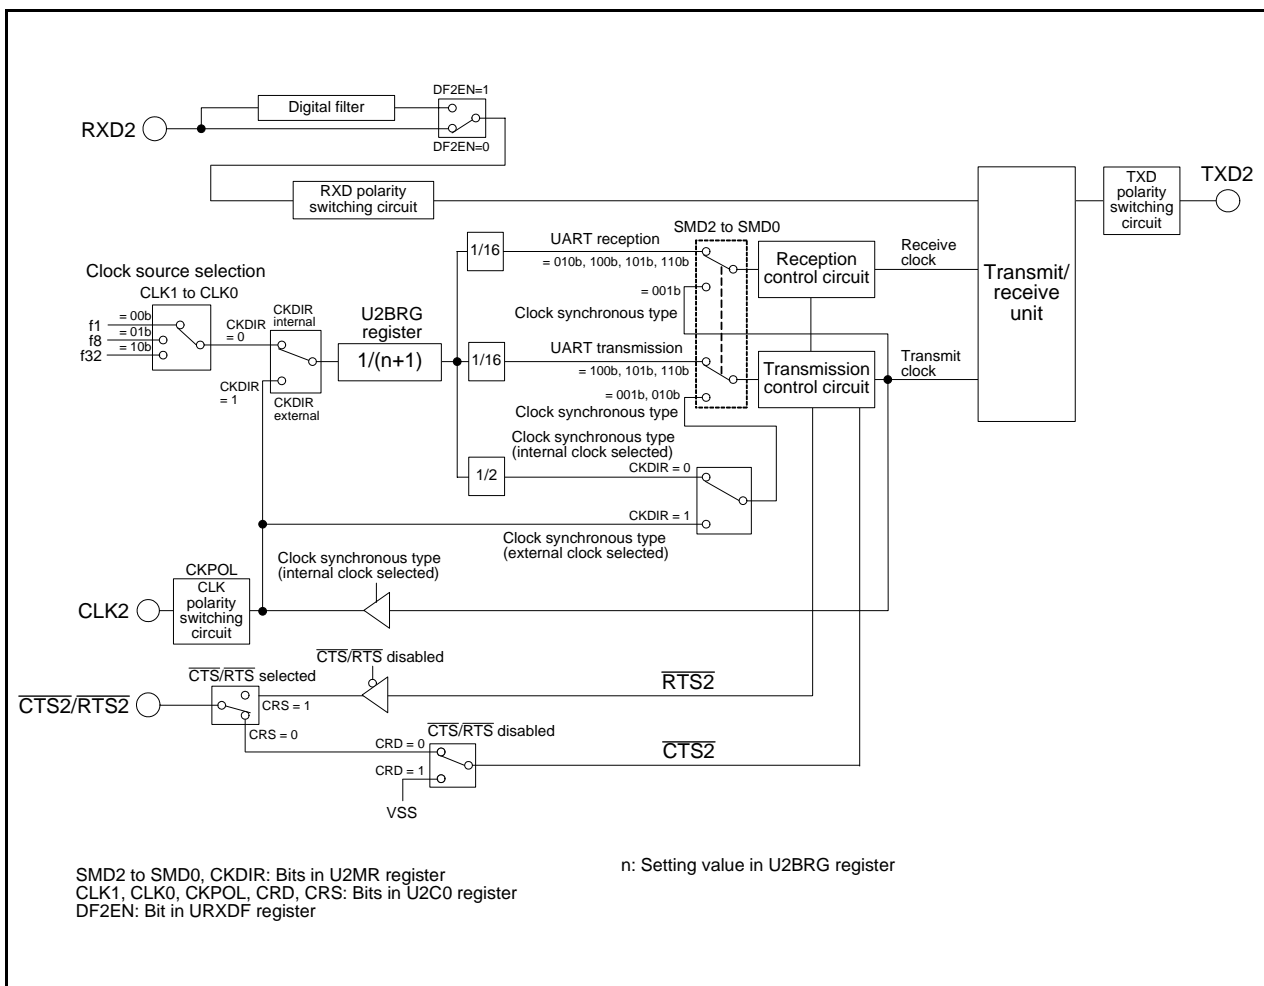 DF2EN=1
Digital filter
RXD2
DF2EN=0
RXD polarity
switching circuit
TXD
polarity
switching
circuit
TXD2
SMD2 to SMD0
1/16
UART reception
= 010b, 100b, 101b, 110b
Reception
control circuit
Receive
clock
Transmit/
receive
unit
Clock source selection
CLK1 to CLK0
= 00b
f1
= 01b
f8
= 10b
f32
CKDIR
= 0
CKDIR
internal
CKDIR
= 1
CKDIR
external
U2BRG
register
1/(n+1)
= 001b
Clock synchronous type
1/16
UART transmission
= 100b, 101b, 110b
Transmission
control circuit
Transmit
clock
= 001b, 010b
Clock synchronous type
Clock synchronous type
(internal clock selected)
1/2
CKDIR = 0
CKDIR = 1
Clock synchronous type
(external clock selected)
Clock synchronous type
(internal clock selected)
CKPOL
CLK2
CLK
polarity
switching
circuit
CTS/RTS disabled
CTS/RTS selected
CTS2/RTS2
CRS = 1
RTS2
CRS = 0
CTS/RTS disabled
CRD = 0
CTS2
CRD = 1
VSS
n: Setting value in U2BRG register
SMD2 to SMD0, CKDIR: Bits in U2MR register
CLK1, CLK0, CKPOL, CRD, CRS: Bits in U2C0 register
DF2EN: Bit in URXDF register